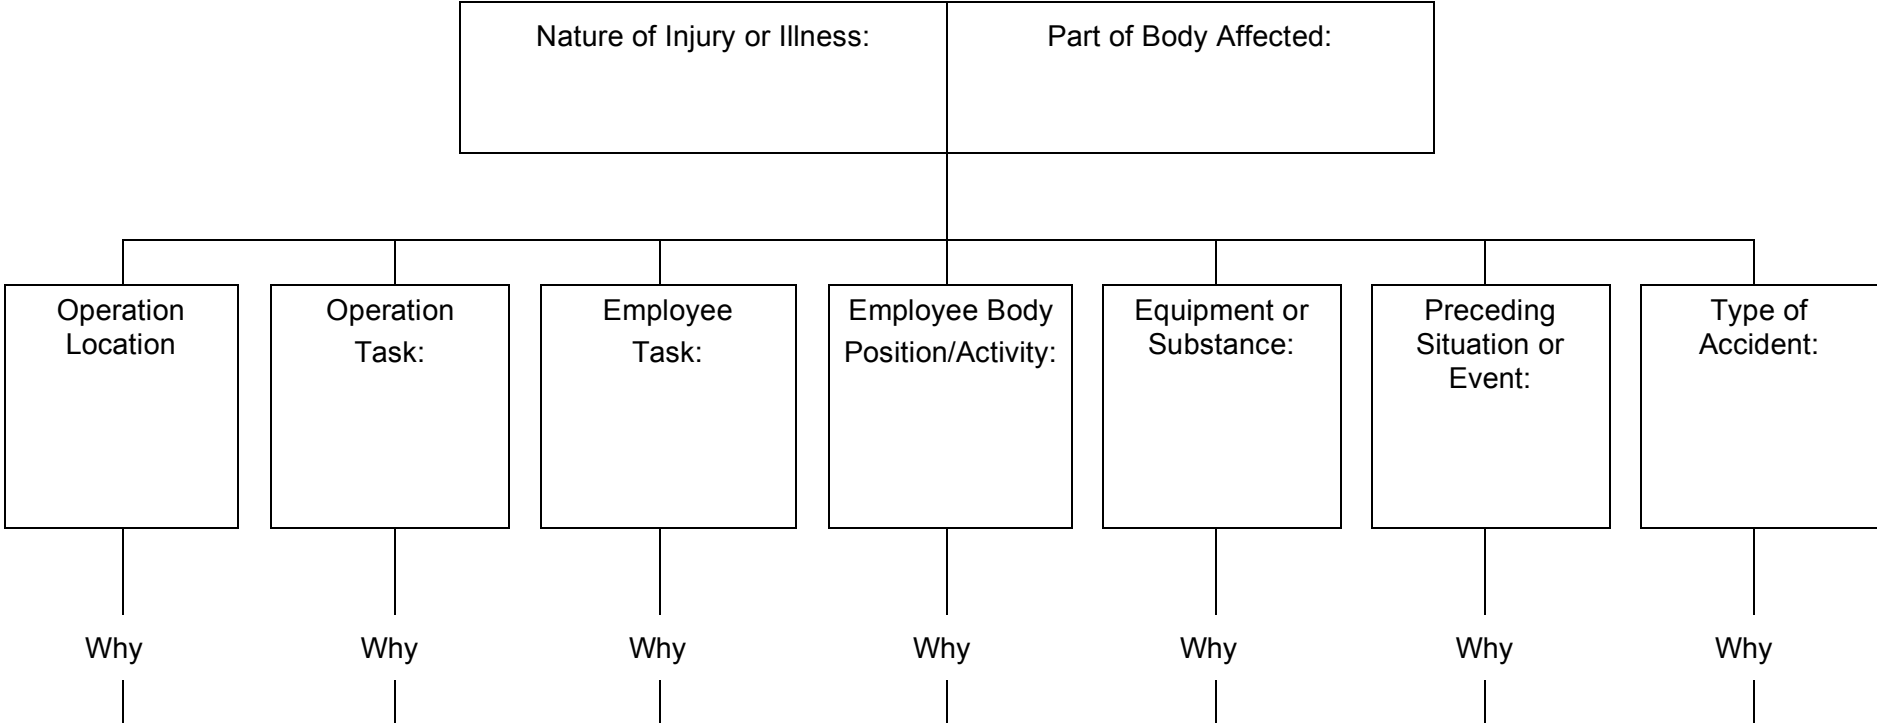 Nature of Injury or Illness:
Part of Body Affected:
Operation
Location
Operation
Task:
Employee
Task:
Employee Body
Position/Activity:
Equipment or
Substance:
Preceding
Situation or
Event:
Type of
Accident:
Why
Why
Why
Why
Why
Why
Why